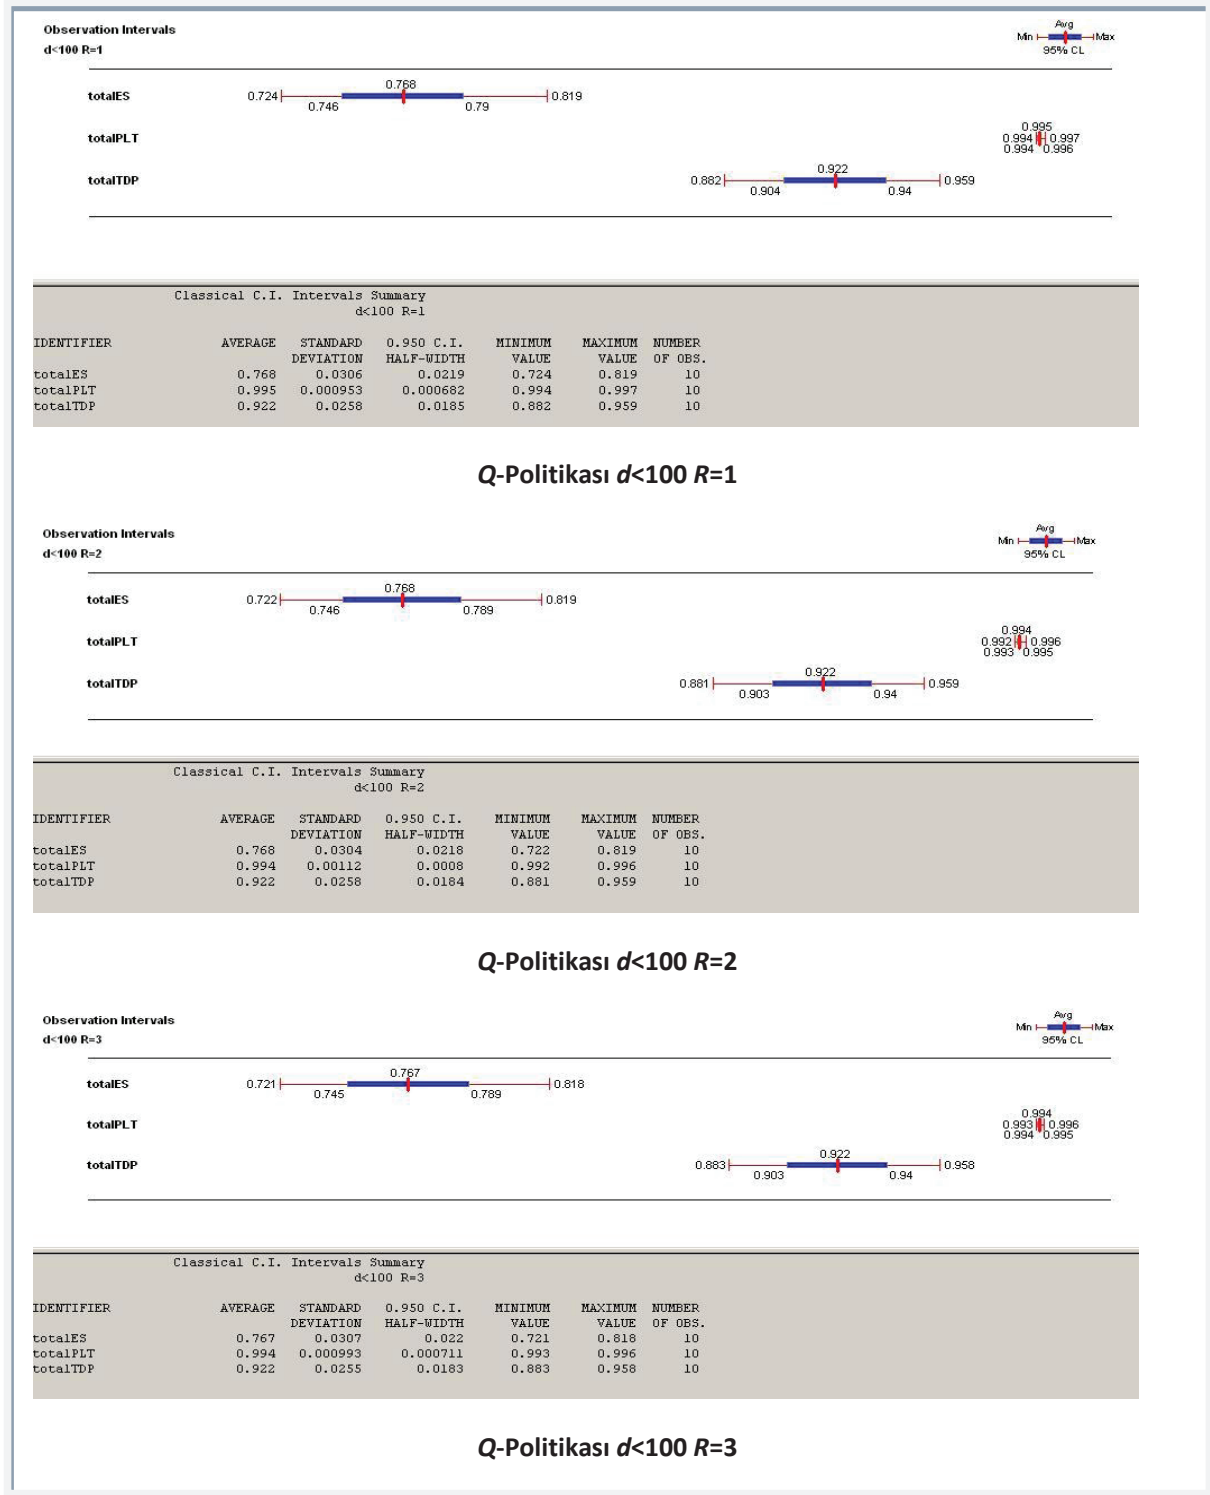 Observation Intervals
d<100 R=1
Avg
Min Max
95% CL
totalES 0.724 0.746 0.768 0.79 0.819
totalPLT 0.995
0.994 0.997
0.994 0.996
totalTDP 0.882 0.904 0.922 0.94 0.959
Classical C.I. Intervals Summary
d<100 R=1
IDENTIFIER AVERAGE STANDARD 0.950 C.I. MINIMUM MAXIMUM NUMBER
DEVIATION HALF-WIDTH VALUE VALUE OF OBS.
totalES 0.768 0.0306 0.0219 0.724 0.819 10
totalPLT 0.995 0.000953 0.000682 0.994 0.997 10
totalTDP 0.922 0.0258 0.0185 0.882 0.959 10
Q-Politikası d<100 R=1
Observation Intervals
d<100 R=2
Avg
Min Max
95% CL
totalES 0.722 0.746 0.768 0.789 0.819
totalPLT 0.994
0.992 0.996
0.993 0.995
totalTDP 0.881 0.903 0.922 0.94 0.959
Classical C.I. Intervals Summary
d<100 R=2
IDENTIFIER AVERAGE STANDARD 0.950 C.I. MINIMUM MAXIMUM NUMBER
DEVIATION HALF-WIDTH VALUE VALUE OF OBS.
totalES 0.768 0.0304 0.0218 0.722 0.819 10
totalPLT 0.994 0.00112 0.0008 0.992 0.996 10
totalTDP 0.922 0.0258 0.0184 0.881 0.959 10
Q-Politikası d<100 R=2
Observation Intervals
d<100 R=3
Avg
Min Max
95% CL
totalES 0.721 0.745 0.767 0.789 0.818
totalPLT 0.994
0.993 0.996
0.994 0.995
totalTDP 0.883 0.903 0.922 0.94 0.958
Classical C.I. Intervals Summary
d<100 R=3
IDENTIFIER AVERAGE STANDARD 0.950 C.I. MINIMUM MAXIMUM NUMBER
DEVIATION HALF-WIDTH VALUE VALUE OF OBS.
totalES 0.767 0.0307 0.022 0.721 0.818 10
totalPLT 0.994 0.000993 0.000711 0.993 0.996 10
totalTDP 0.922 0.0255 0.0183 0.883 0.958 10
Q-Politikası d<100 R=3